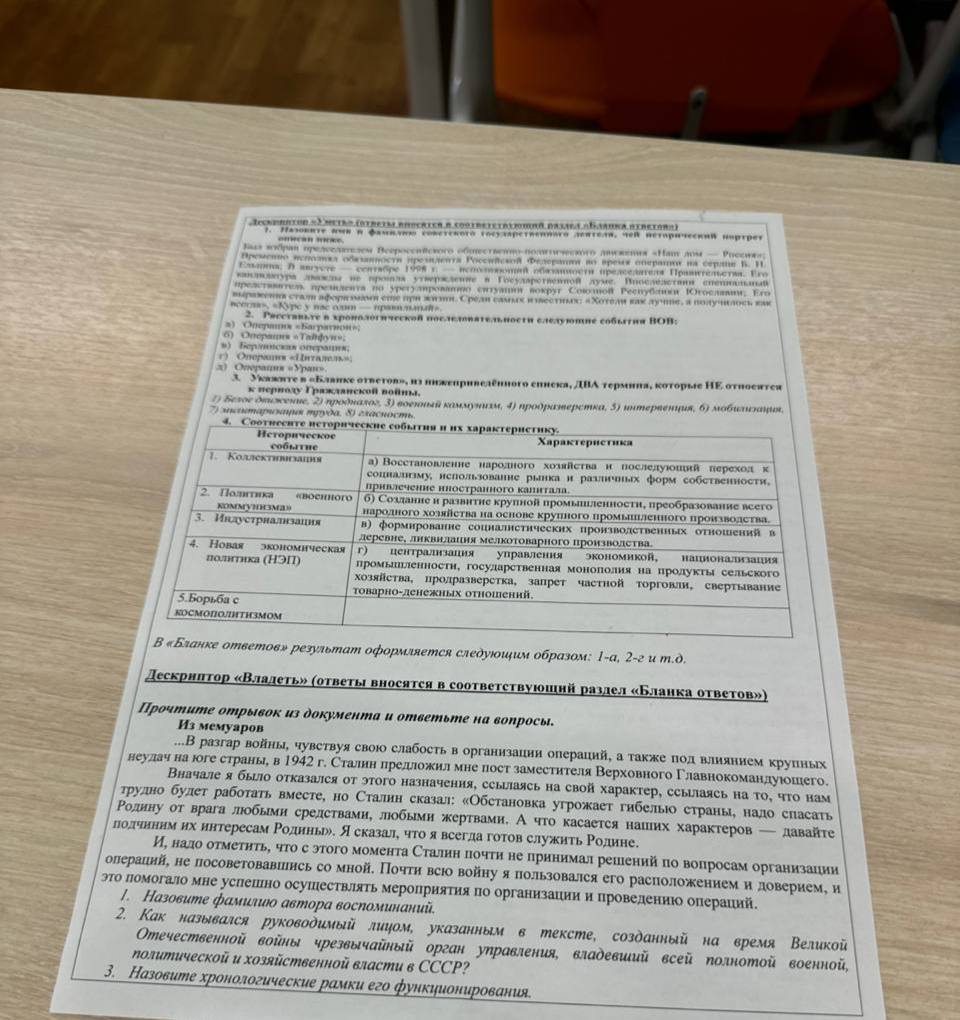 Дескриптор «Уметь» (ответы вносятся в соответствующий раздел «Бланка ответов»)
1. Назовите имя и фамилию советского государственного деятеля, чей исторический портрет
описан ниже.
Был избран председателем Всероссийского общественно-политического движения «Наш дом — Россия»;
Временно исполнял обязанности президента Российской Федерации во время операции на сердце Б. Н.
Ельцина; В августе — сентябре 1998 г. — исполняющий обязанности председателя Правительства. Его
кандидатура дважды не прошла утверждение в Государственной думе. Впоследствии специальный
представитель президента по урегулированию ситуации вокруг Союзной Республики Югославии; Его
выражения стали афоризмами еще при жизни. Среди самых известных: «Хотели как лучше, а получилось как
всегда», «Курс у нас один — правильный».
2. Расставьте в хронологической последовательности следующие события ВОВ:
а) Операция «Багратион»;
б) Операция «Тайфун»;
в) Берлинская операция;
г) Операция «Цитадель»;
д) Операция «Уран».
3. Укажите в «Бланке ответов», из нижеприведённого списка, ДВА термина, которые НЕ относятся
к периоду Гражданской войны.
1) Белое движение, 2) продналог, 3) военный коммунизм, 4) продразверстка, 5) интервенция, 6) мобилизация,
7) милитаризация труда, 8) гласность.
4. Соотнесите исторические события и их характеристику.
Историческое
событие
Характеристика
1. Коллективизация
а) Восстановление народного хозяйства и последующий переход к
социализму, использование рынка и различных форм собственности,
привлечение иностранного капитала.
2. Политика «военного
коммунизма»
б) Создание и развитие крупной промышленности, преобразование всего
народного хозяйства на основе крупного промышленного производства.
3. Индустриализация
в) формирование социалистических производственных отношений в
деревне, ликвидация мелкотоварного производства.
4. Новая экономическая
политика (НЭП)
г) централизация управления экономикой, национализация
промышленности, государственная монополия на продукты сельского
хозяйства, продразверстка, запрет частной торговли, свертывание
товарно-денежных отношений.
5.Борьба с
космополитизмом
В «Бланке ответов» результат оформляется следующим образом: 1-а, 2-г и т.д.
Дескриптор «Владеть» (ответы вносятся в соответствующий раздел «Бланка ответов»)
Прочтите отрывок из документа и ответьте на вопросы.
Из мемуаров
...В разгар войны, чувствуя свою слабость в организации операций, а также под влиянием крупных
неудач на юге страны, в 1942 г. Сталин предложил мне пост заместителя Верховного Главнокомандующего.
Вначале я было отказался от этого назначения, ссылаясь на свой характер, ссылаясь на то, что нам
трудно будет работать вместе, но Сталин сказал: «Обстановка угрожает гибелью страны, надо спасать
Родину от врага любыми средствами, любыми жертвами. А что касается наших характеров — давайте
подчиним их интересам Родины». Я сказал, что я всегда готов служить Родине.
И, надо отметить, что с этого момента Сталин почти не принимал решений по вопросам организации
операций, не посоветовавшись со мной. Почти всю войну я пользовался его расположением и доверием, и
это помогало мне успешно осуществлять мероприятия по организации и проведению операций.
1. Назовите фамилию автора воспоминаний.
2. Как назывался руководимый лицом, указанным в тексте, созданный на время Великой
Отечественной войны чрезвычайный орган управления, владевший всей полнотой военной,
политической и хозяйственной власти в СССР?
3. Назовите хронологические рамки его функционирования.